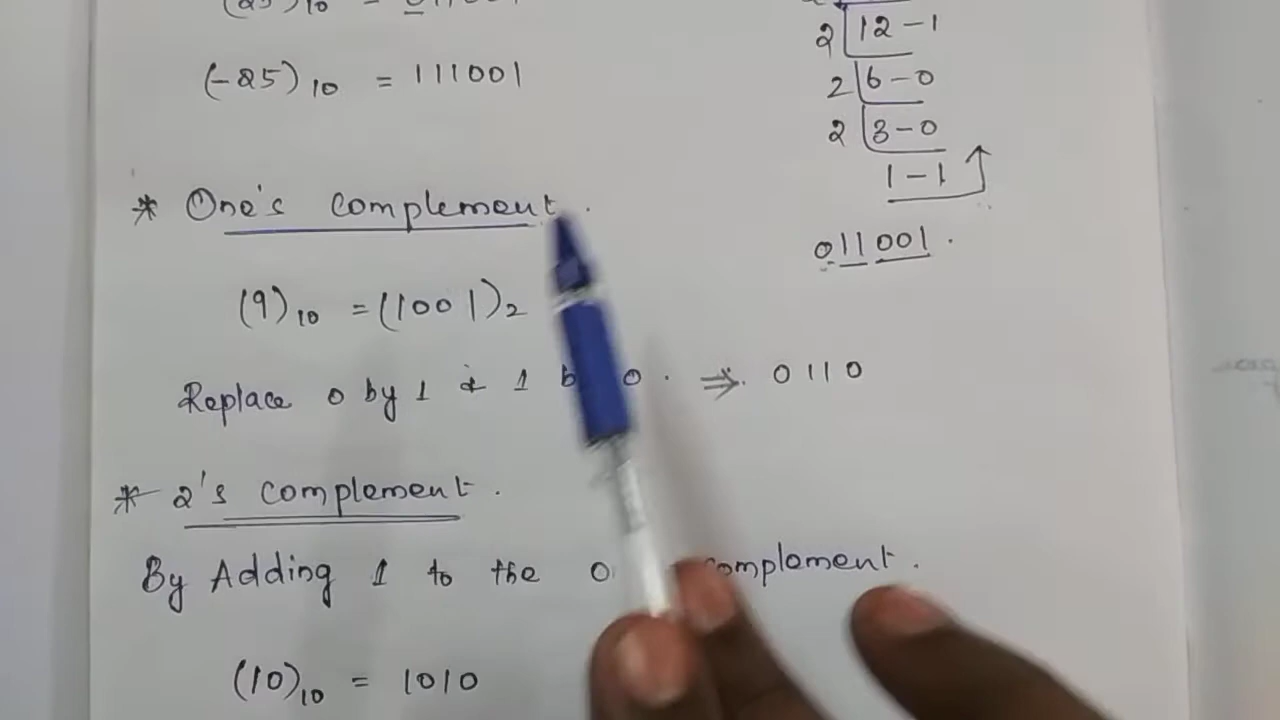 (-25)10 = 111001
2 12 - 1
2 6 - 0
2 3 - 0
1 - 1
011001.
* One's complement.
(9)10 = (1001)2
Replace 0 by 1 & 1 b 0. ⇒ 0110
* 2's complement.
By Adding 1 to the complement.
(10)10 = 1010